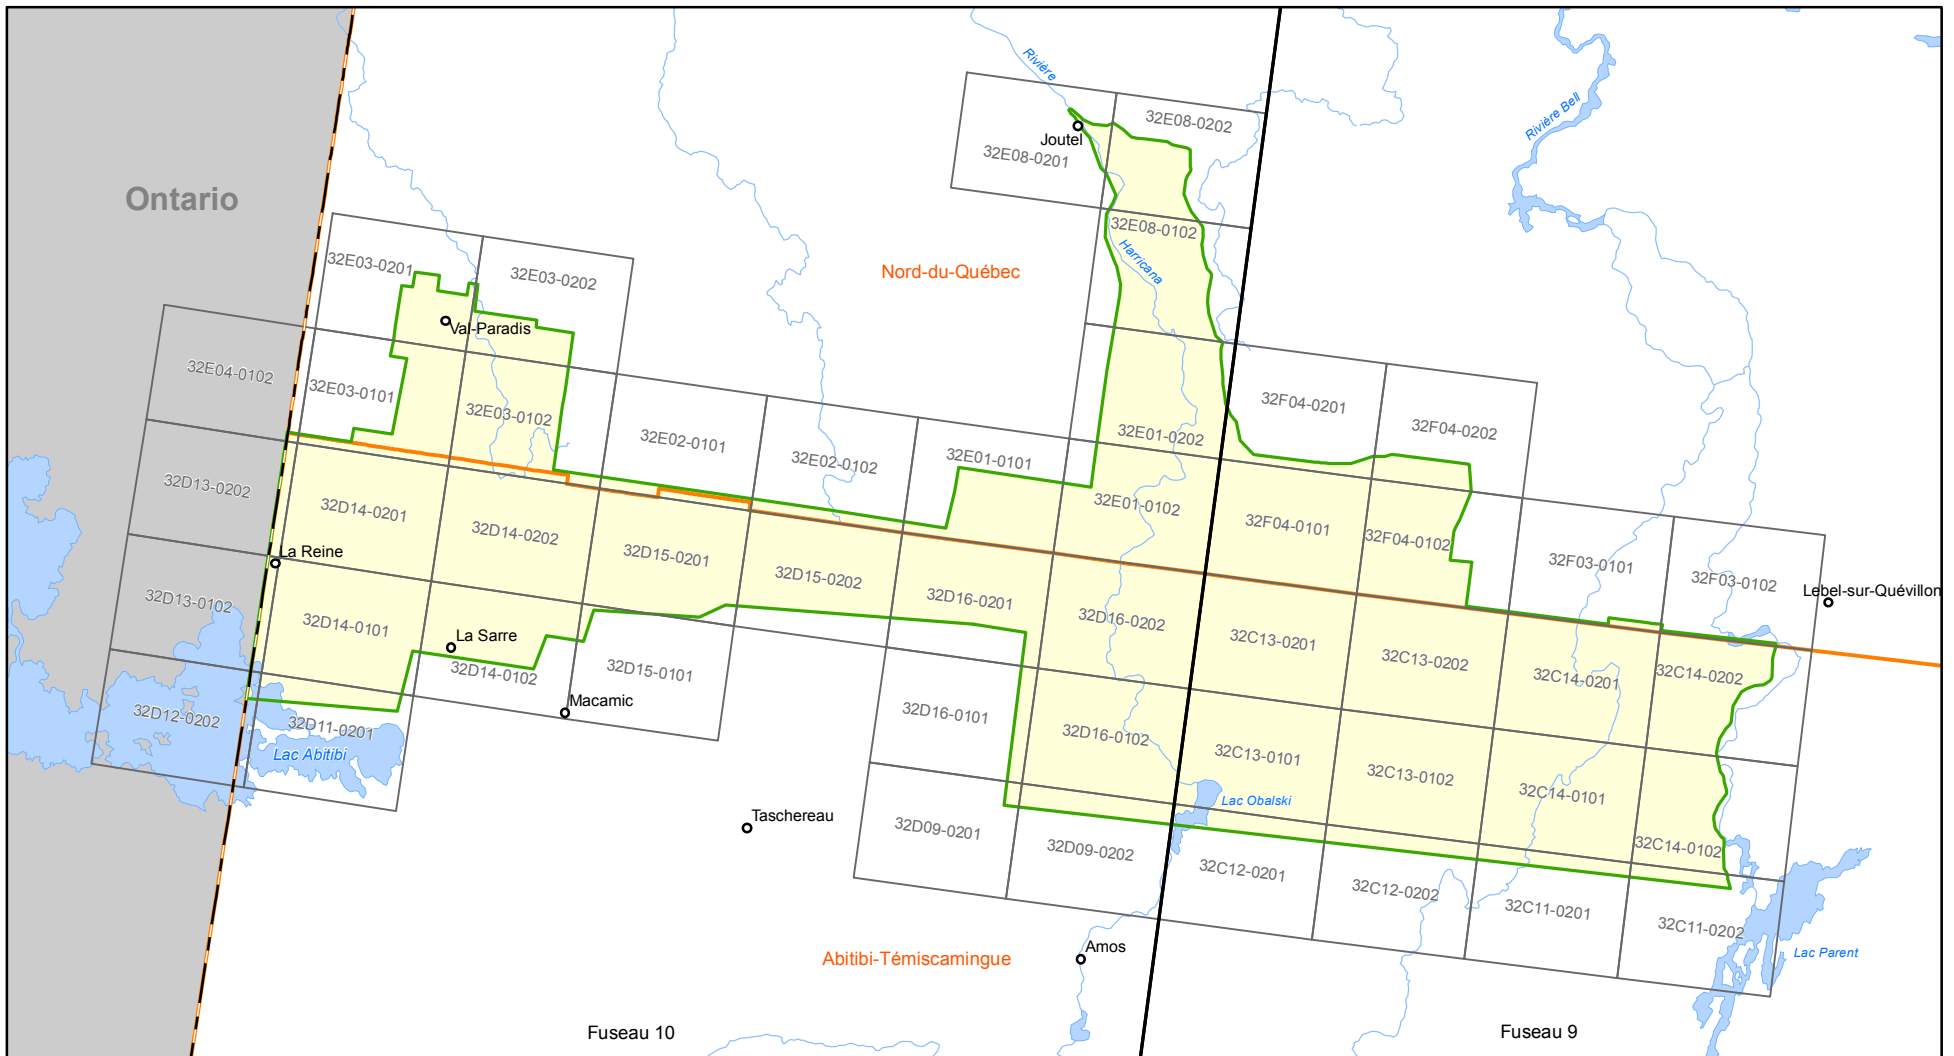 Rivière
Rivière Bell
32E08-0202
Joutel
32E08-0201
Ontario
32E08-0102
Harricana
32E03-0201
32E03-0202
Nord-du-Québec
Val-Paradis
32E04-0102
32E03-0101
32E03-0102
32E02-0101
32E02-0102
32E01-0101
32E01-0202
32F04-0201
32F04-0202
32D13-0202
32D14-0201
32D14-0202
32D15-0201
32D15-0202
32E01-0102
32F04-0101
32F04-0102
32F03-0101
32F03-0102
Lebel-sur-Quévillon
La Reine
32D13-0102
32D14-0101
La Sarre
32D14-0102
32D15-0101
32D16-0201
32D16-0202
32C13-0201
32C13-0202
32C14-0201
32C14-0202
32D12-0202
32D11-0201
Lac Abitibi
Macamic
32D16-0101
32D16-0102
32C13-0101
32C13-0102
32C14-0101
Lac Obalski
Taschereau
32D09-0201
32D09-0202
32C12-0201
32C12-0202
32C14-0102
32C11-0201
32C11-0202
Lac Parent
Amos
Abitibi-Témiscamingue
Fuseau 10
Fuseau 9